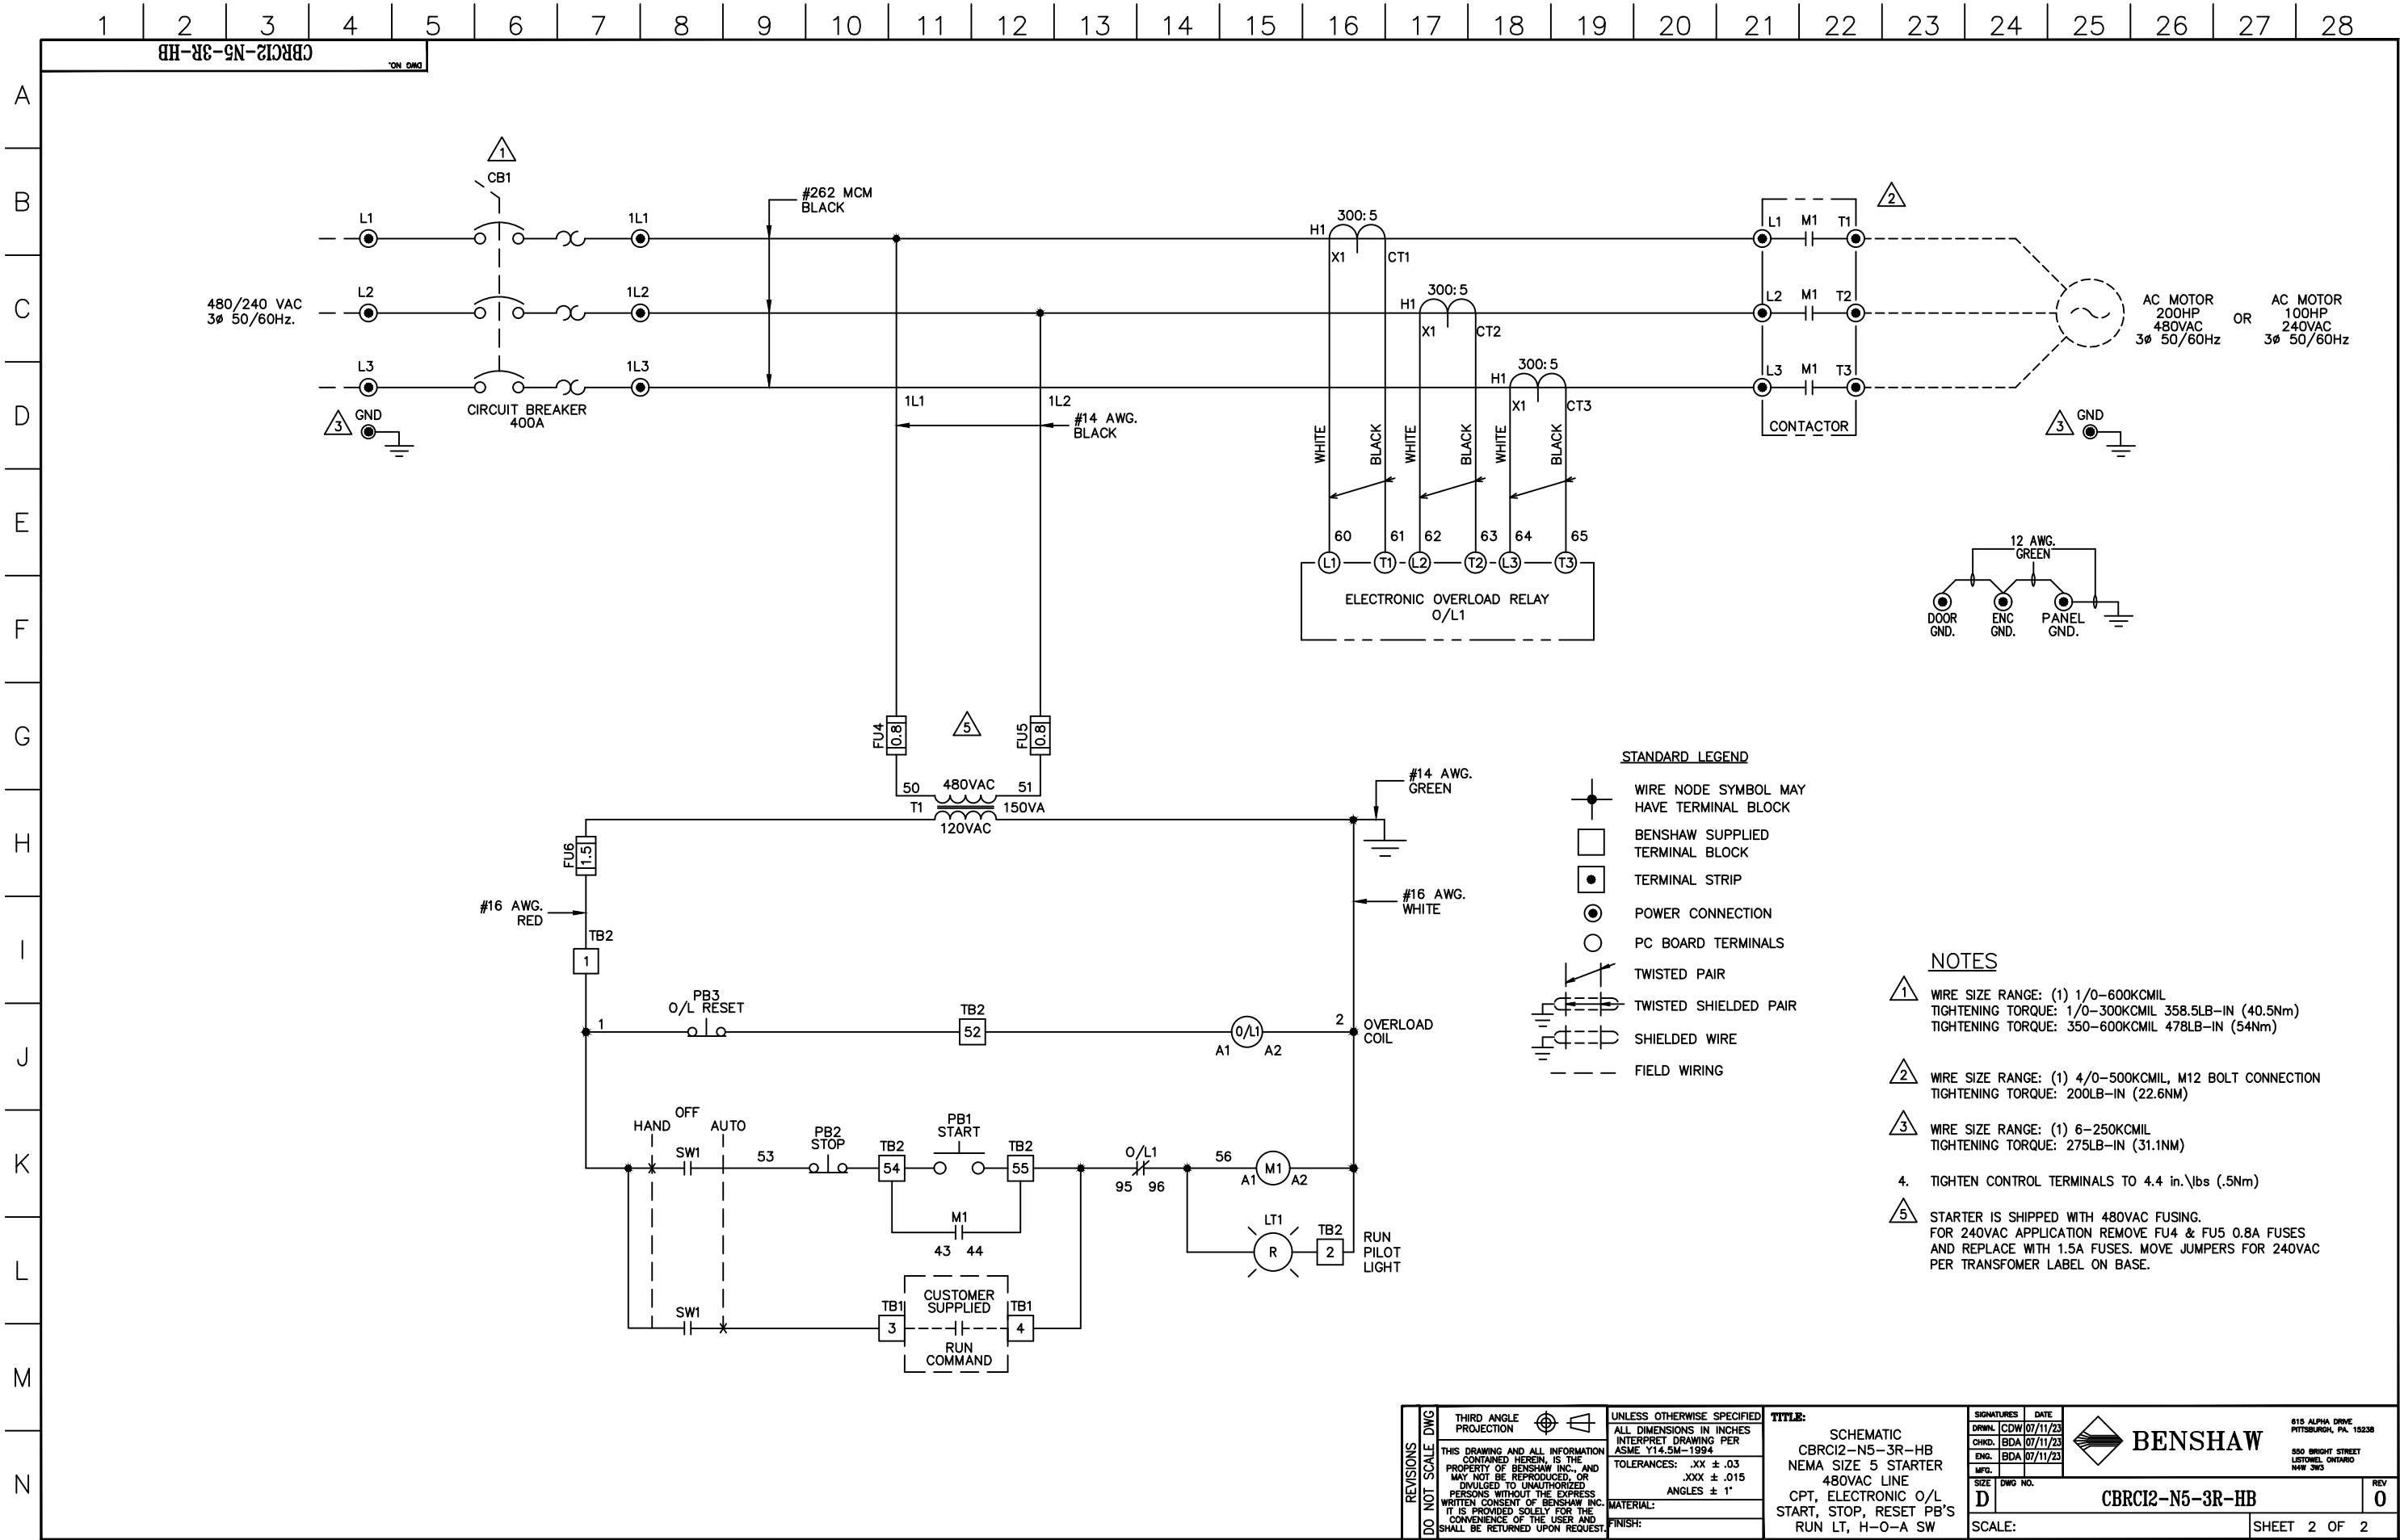 1 2 3 4 5 6 7 8 9 10 11 12 13 14 15 16 17 18 19 20 21 22 23 24 25 26 27 28
DWG NO.
CBRCI2-N5-3R-HB
A
B
C
D
E
F
G
H
I
J
K
L
M
N
1
CB1
L1
1L1
L2
1L2
L3
1L3
480/240 VAC
3ø 50/60Hz.
3
GND
CIRCUIT BREAKER
400A
#262 MCM
BLACK
1L1
1L2
#14 AWG.
BLACK
H1
300:5
X1
CT1
H1
300:5
X1
CT2
H1
300:5
X1
CT3
WHITE
BLACK
WHITE
BLACK
WHITE
BLACK
60
61
62
63
64
65
L1
T1
L2
T2
L3
T3
ELECTRONIC OVERLOAD RELAY
O/L1
2
L1 M1 T1
L2 M1 T2
L3 M1 T3
CONTACTOR
AC MOTOR
200HP
480VAC
3ø 50/60Hz
OR
AC MOTOR
100HP
240VAC
3ø 50/60Hz
3
GND
12 AWG.
GREEN
DOOR
GND.
ENC
GND.
PANEL
GND.
FU4
0.8
5
FU5
0.8
50
480VAC
51
T1
150VA
120VAC
#14 AWG.
GREEN
FU6
1.5
#16 AWG.
RED
#16 AWG.
WHITE
TB2
1
1
PB3
O/L RESET
TB2
52
O/L1
A1
A2
2
OVERLOAD
COIL
HAND
OFF
AUTO
SW1
53
PB2
STOP
TB2
54
PB1
START
TB2
55
O/L1
95 96
56
M1
A1
A2
M1
43 44
LT1
R
TB2
2
RUN
PILOT
LIGHT
SW1
TB1
3
CUSTOMER
SUPPLIED
RUN
COMMAND
TB1
4
STANDARD LEGEND
WIRE NODE SYMBOL MAY
HAVE TERMINAL BLOCK
BENSHAW SUPPLIED
TERMINAL BLOCK
TERMINAL STRIP
POWER CONNECTION
PC BOARD TERMINALS
TWISTED PAIR
TWISTED SHIELDED PAIR
SHIELDED WIRE
FIELD WIRING
NOTES
1 WIRE SIZE RANGE: (1) 1/0-600KCMIL
TIGHTENING TORQUE: 1/0-300KCMIL 358.5LB-IN (40.5Nm)
TIGHTENING TORQUE: 350-600KCMIL 478LB-IN (54Nm)
2 WIRE SIZE RANGE: (1) 4/0-500KCMIL, M12 BOLT CONNECTION
TIGHTENING TORQUE: 200LB-IN (22.6NM)
3 WIRE SIZE RANGE: (1) 6-250KCMIL
TIGHTENING TORQUE: 275LB-IN (31.1NM)
4. TIGHTEN CONTROL TERMINALS TO 4.4 in.\lbs (.5Nm)
5 STARTER IS SHIPPED WITH 480VAC FUSING.
FOR 240VAC APPLICATION REMOVE FU4 & FU5 0.8A FUSES
AND REPLACE WITH 1.5A FUSES. MOVE JUMPERS FOR 240VAC
PER TRANSFOMER LABEL ON BASE.
REVISIONS
DO NOT SCALE DWG
THIRD ANGLE
PROJECTION
THIS DRAWING AND ALL INFORMATION
CONTAINED HEREIN, IS THE
PROPERTY OF BENSHAW INC., AND
MAY NOT BE REPRODUCED, OR
DIVULGED TO UNAUTHORIZED
PERSONS WITHOUT THE EXPRESS
WRITTEN CONSENT OF BENSHAW INC.
IT IS PROVIDED SOLELY FOR THE
CONVENIENCE OF THE USER AND
SHALL BE RETURNED UPON REQUEST.
UNLESS OTHERWISE SPECIFIED
ALL DIMENSIONS IN INCHES
INTERPRET DRAWING PER
ASME Y14.5M-1994
TOLERANCES: .XX ± .03
.XXX ± .015
ANGLES ± 1°
MATERIAL:
FINISH:
TITLE:
SCHEMATIC
CBRCI2-N5-3R-HB
NEMA SIZE 5 STARTER
480VAC LINE
CPT, ELECTRONIC O/L
START, STOP, RESET PB'S
RUN LT, H-O-A SW
SIGNATURES DATE
DRWN. CDW 07/11/23
CHKD. BDA 07/11/23
ENG. BDA 07/11/23
MFG.
BENSHAW
615 ALPHA DRIVE
PITTSBURGH, PA. 15238
550 BRIGHT STREET
LISTOWEL ONTARIO
N4W 3W3
SIZE
D
DWG NO.
CBRCI2-N5-3R-HB
REV
0
SCALE:
SHEET 2 OF 2